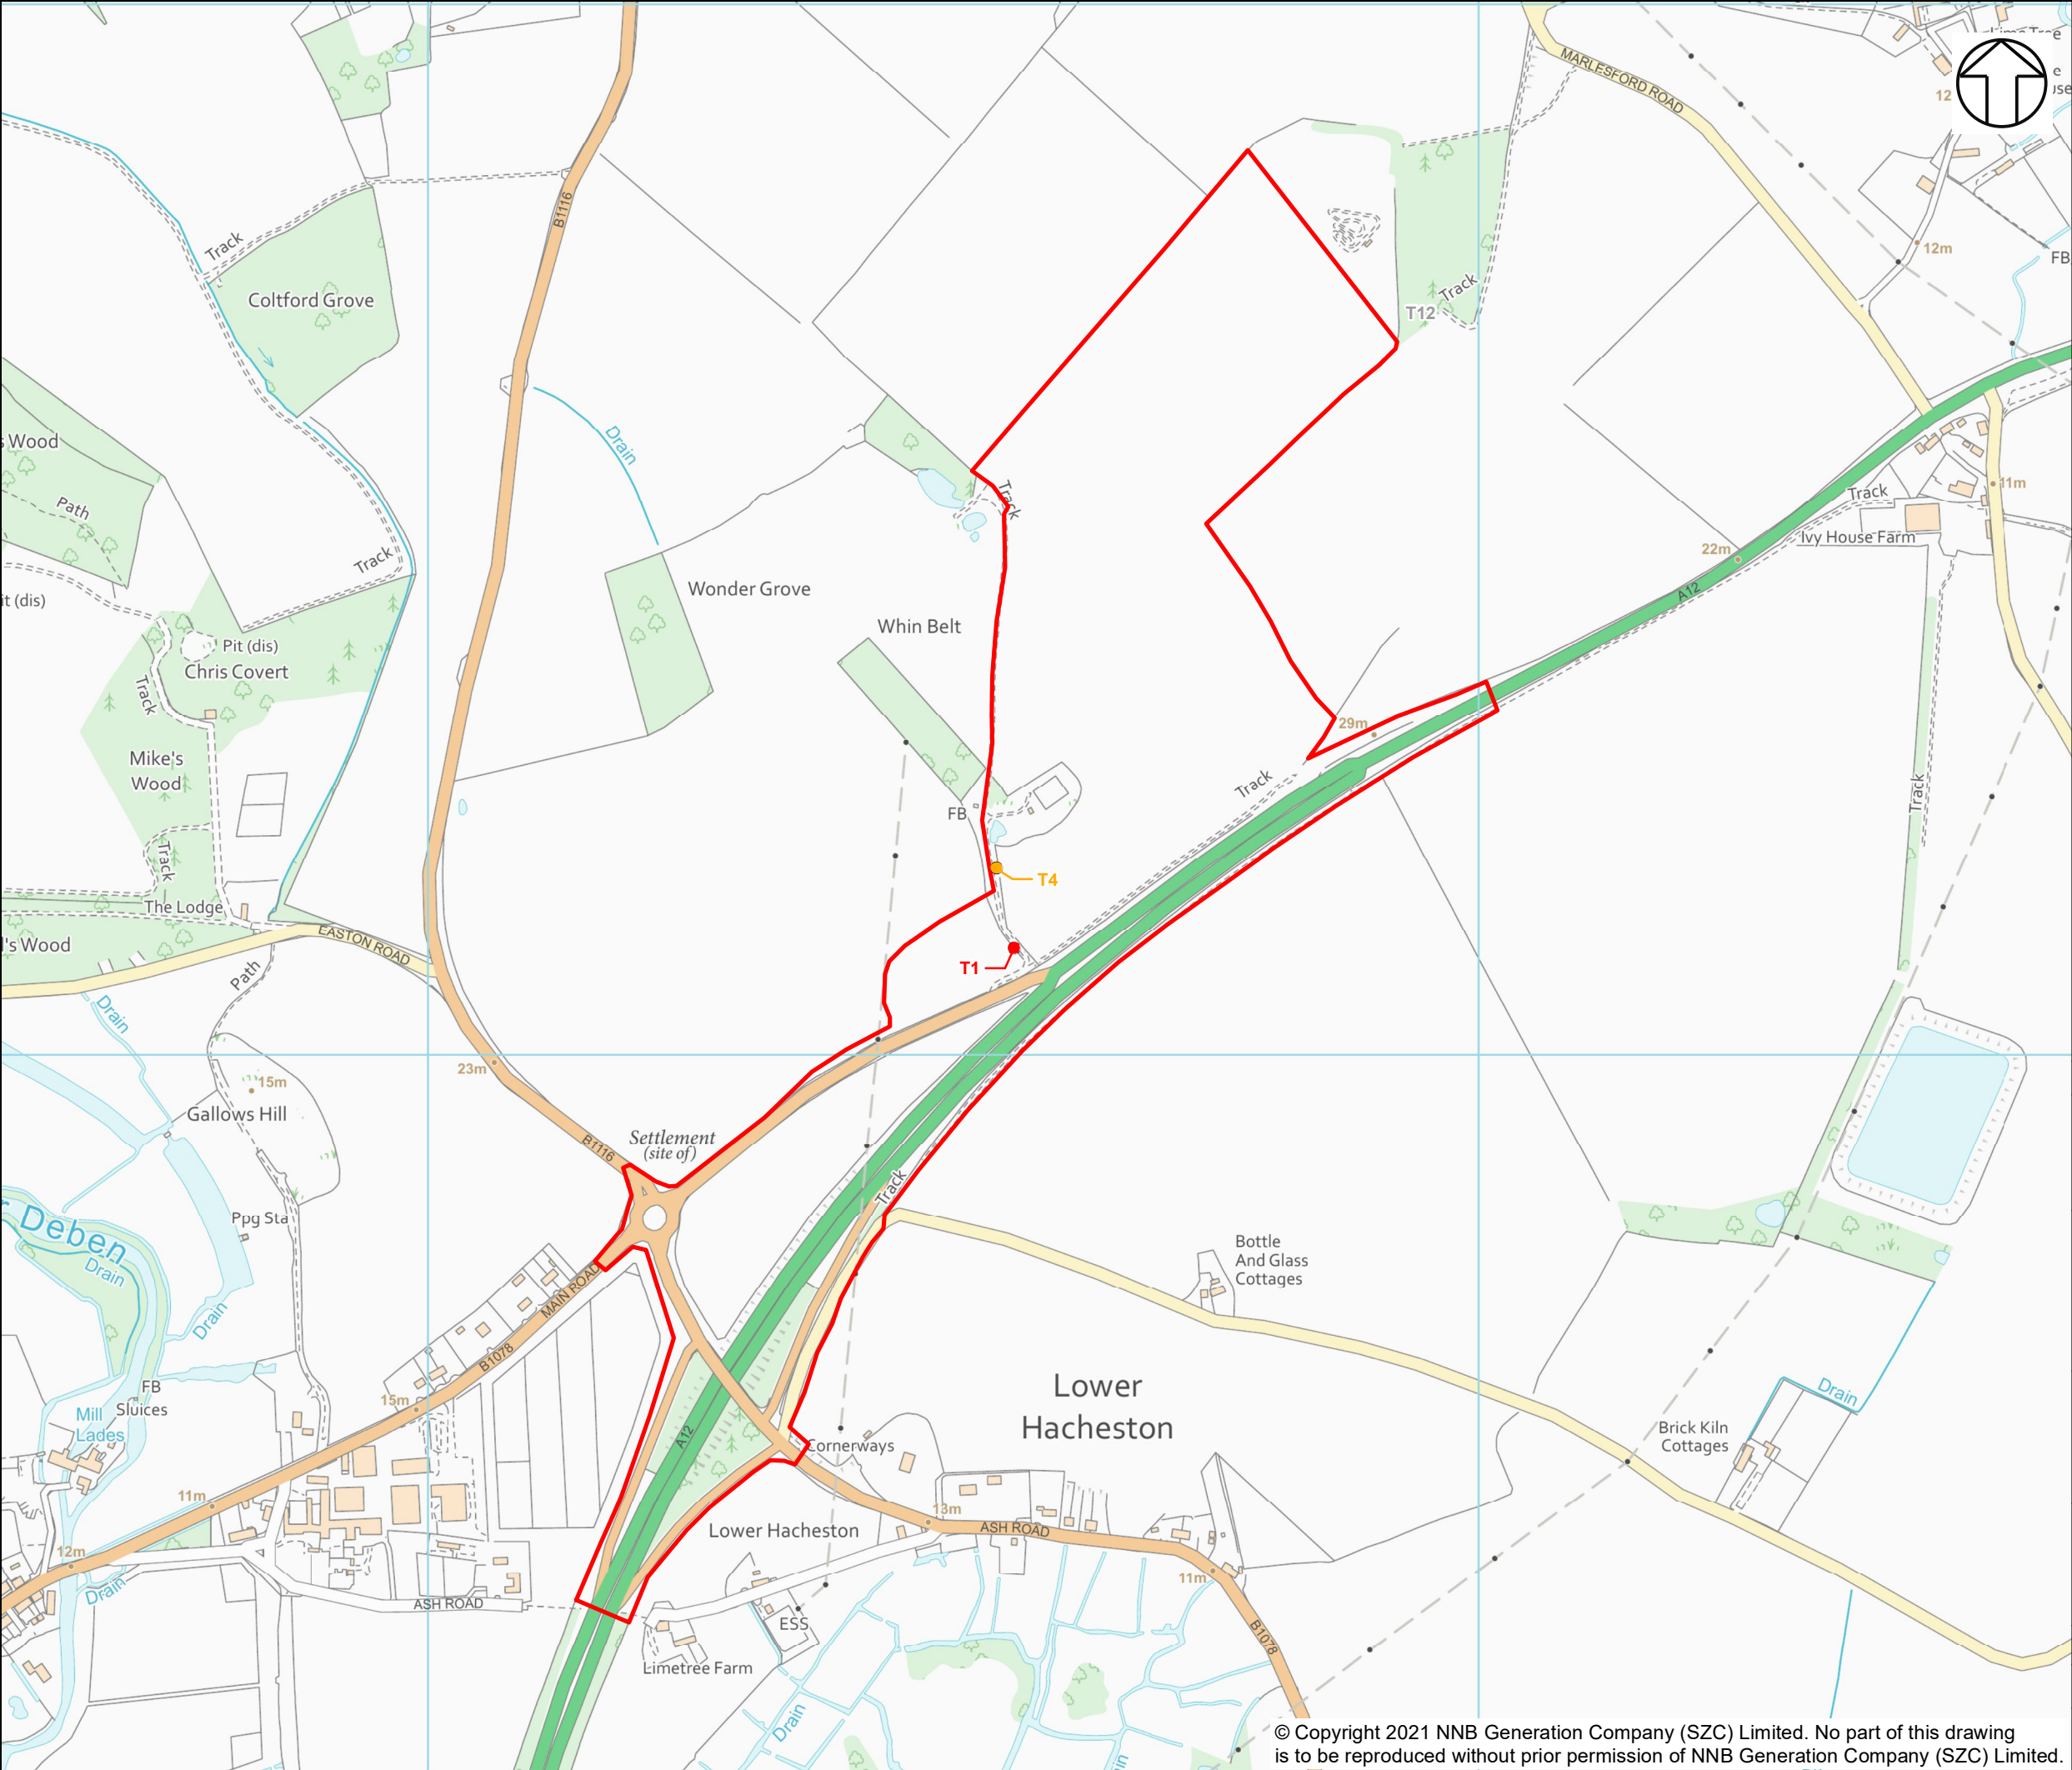 MARLESFORD ROAD
12
B1116
Track
12m
FB
Coltford Grove
Track
T12
Drain
Wood
Track
11m
Path
Track
Track
22m
Ivy House Farm
A12
Wonder Grove
it (dis)
Whin Belt
Pit (dis)
Chris Covert
Track
29m
Mike's
Wood
Track
Track
FB
Track
T4
The Lodge
EASTON ROAD
's Wood
T1
Path
Drain
23m
15m
Gallows Hill
B1116
Settlement
(site of)
Track
Ppg Sta
r Deben
Drain
Bottle
And Glass
Cottages
MAIN ROAD
Drain
B1078
FB
Sluices
15m
Mill
Lades
Lower
Hacheston
Drain
Brick Kiln
Cottages
A12
Cornerways
11m
13m
Lower Hacheston
ASH ROAD
12m
Drain
11m
ASH ROAD
ESS
B1078
Limetree Farm
Drain
© Copyright 2021 NNB Generation Company (SZC) Limited. No part of this drawing
is to be reproduced without prior permission of NNB Generation Company (SZC) Limited.